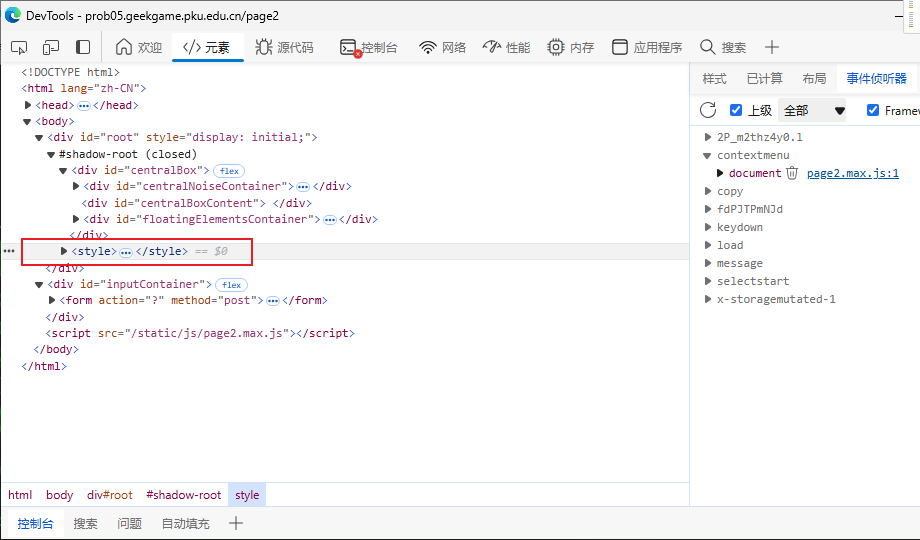 DevTools - prob05.geekgame.pku.edu.cn/page2
欢迎 </> 元素 源代码 控制台 网络 性能 内存 应用程序 搜索
<!DOCTYPE html>
<html lang="zh-CN">
<head> ••• </head>
<body>
<div id="root" style="display: initial;">
#shadow-root (closed)
<div id="centralBox"> flex
<div id="centralNoiseContainer"> ••• </div>
<div id="centralBoxContent"> </div>
<div id="floatingElementsContainer"> ••• </div>
</div>
••• <style> ••• </style> == $0
</div>
<div id="inputContainer"> flex
<form action="?" method="post"> ••• </form>
</div>
<script src="/static/js/page2.max.js"></script>
</body>
</html>
html body div#root #shadow-root style
样式 已计算 布局 事件侦听器
上级 全部 Framew
2P_m2thz4y0.l
contextmenu
document page2.max.js:1
copy
fdPJTPmNJd
keydown
load
message
selectstart
x-storagemutated-1
控制台 搜索 问题 自动填充